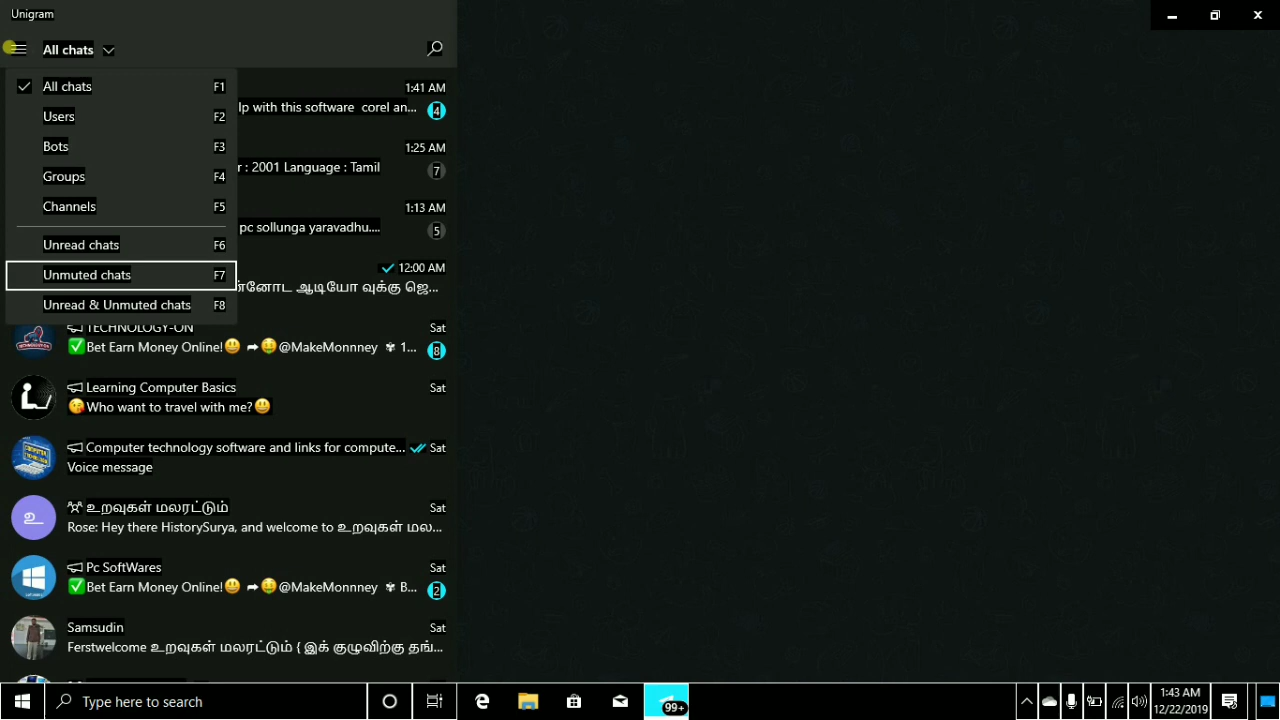 Unigram
All chats
All chats F1
1:41 AM
lp with this software corel an... 4
Users F2
Bots F3
1:25 AM
r : 2001 Language : Tamil 7
Groups F4
Channels F5
1:13 AM
pc sollunga yaravadhu.... 5
Unread chats F6
Unmuted chats F7
12:00 AM
ன்னோட ஆடியோ வுக்கு ஜெ...
Unread & Unmuted chats F8
TECHNOLOGY-ON Sat
✅Bet Earn Money Online!😃 ➡🤑@MakeMonnney ✾ 1... 8
Learning Computer Basics Sat
😘Who want to travel with me?😃
Computer technology software and links for compute... Sat
Voice message
உ
உறவுகள் மலரட்டும் Sat
Rose: Hey there HistorySurya, and welcome to உறவுகள் மல...
Pc SoftWares Sat
✅Bet Earn Money Online!😃 ➡🤑@MakeMonnney ✾ B... 2
Samsudin Sat
Ferstwelcome உறவுகள் மலரட்டும் { இக் குழுவிற்கு தங்...
Type here to search
99+
1:43 AM
12/22/2019